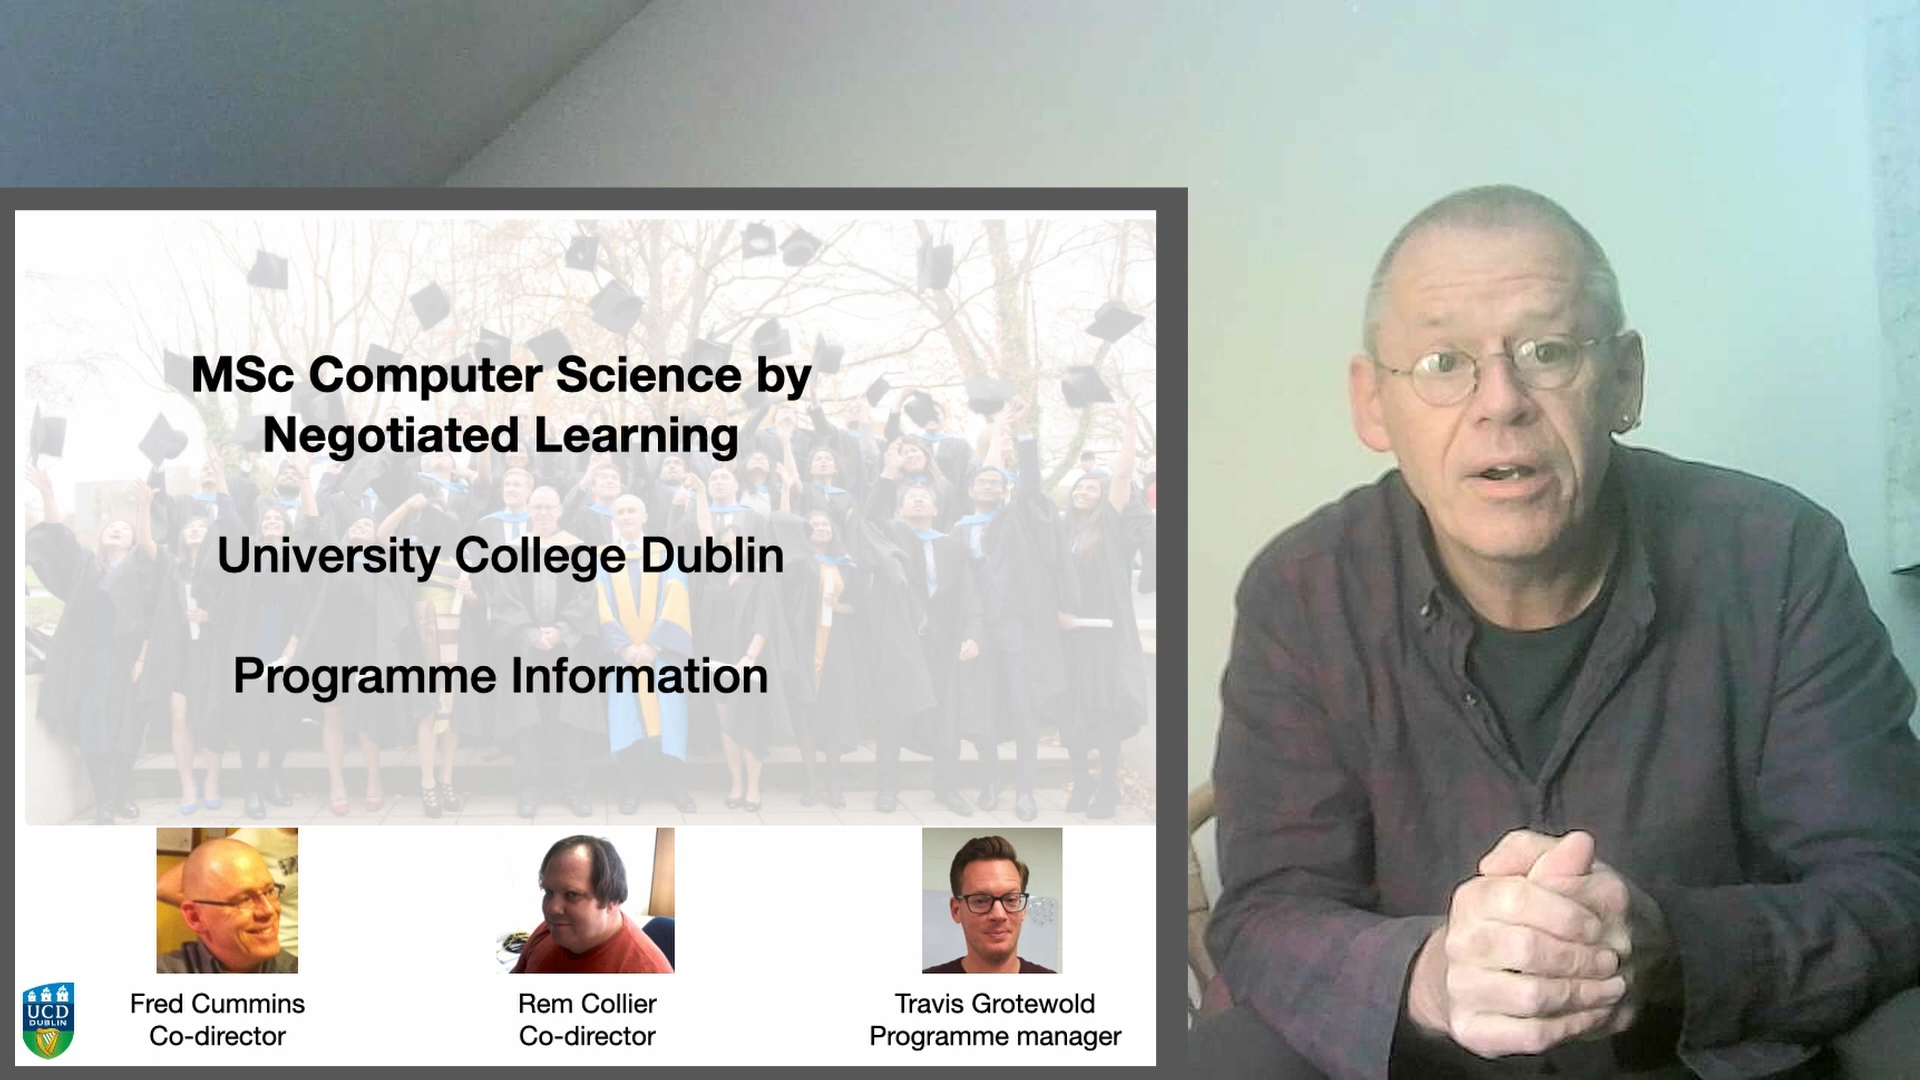 MSc Computer Science by
Negotiated Learning
University College Dublin
Programme Information
UCD
DUBLIN
Fred Cummins
Co-director
Rem Collier
Co-director
Travis Grotewold
Programme manager